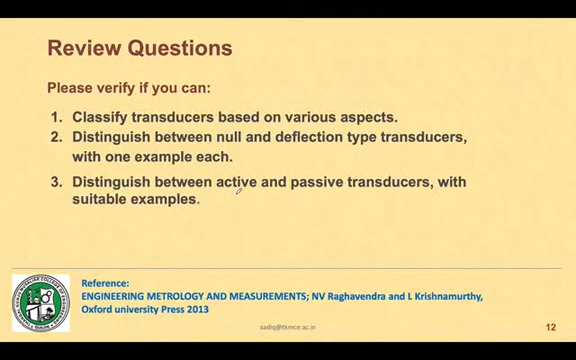 Review Questions
Please verify if you can:
1. Classify transducers based on various aspects.
2. Distinguish between null and deflection type transducers,
with one example each.
3. Distinguish between active and passive transducers, with
suitable examples.
Reference:
ENGINEERING METROLOGY AND MEASUREMENTS; NV Raghavendra and L Krishnamurthy,
Oxford university Press 2013
sadiq@tkmce.ac.in
12